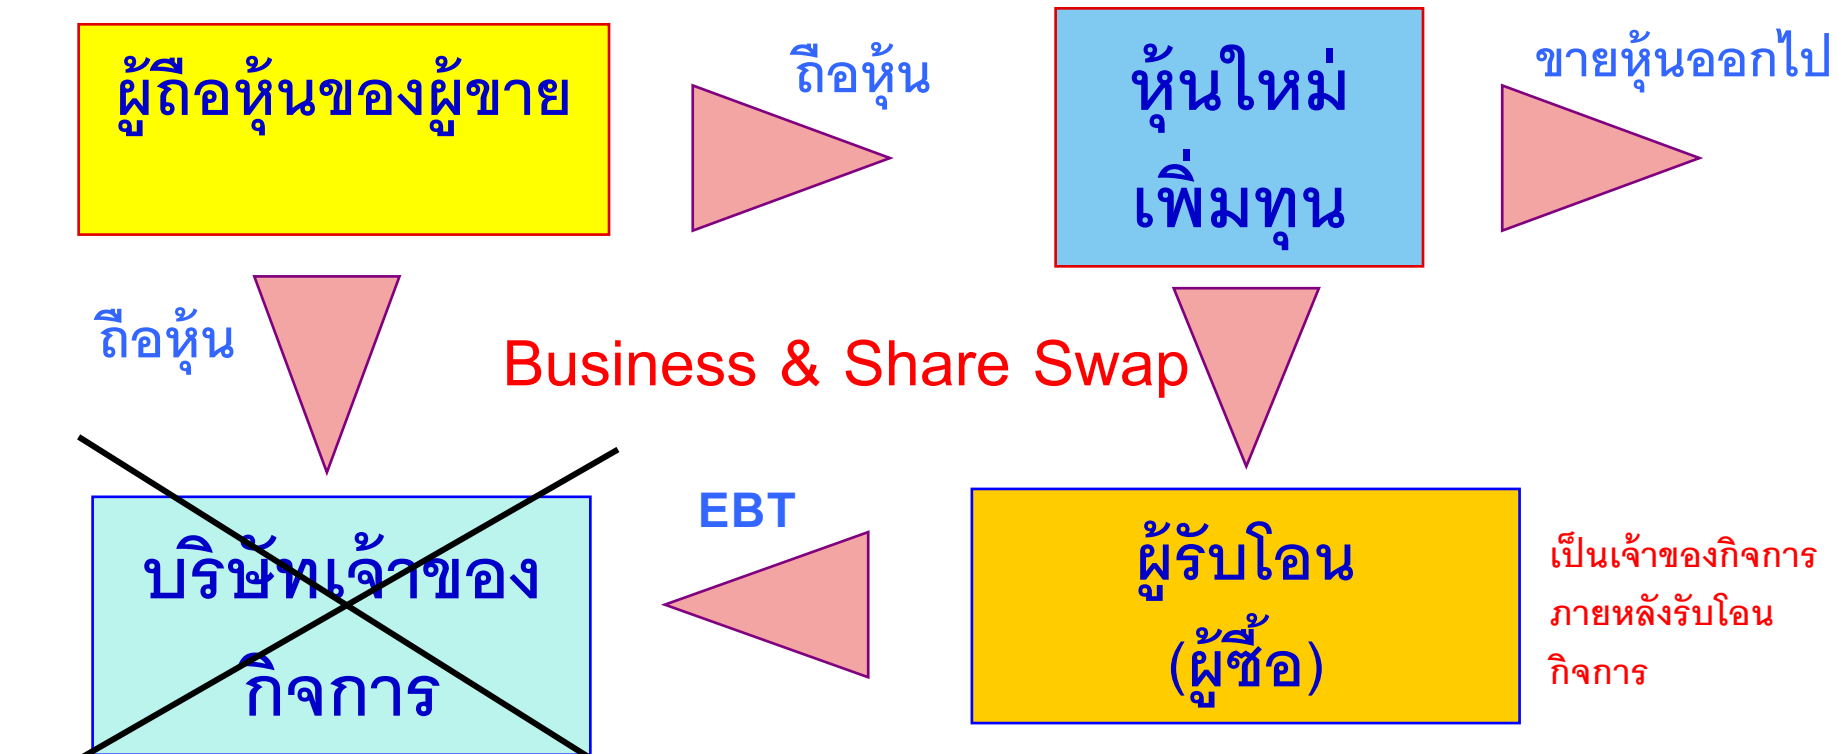 ผู้ถือหุ้นของผู้ขาย
ถือหุ้น
หุ้นใหม่
เพิ่มทุน
ขายหุ้นออกไป
ถือหุ้น
Business & Share Swap
บริษัทเจ้าของ
กิจการ
EBT
ผู้รับโอน
(ผู้ซื้อ)
เป็นเจ้าของกิจการ
ภายหลังรับโอน
กิจการ